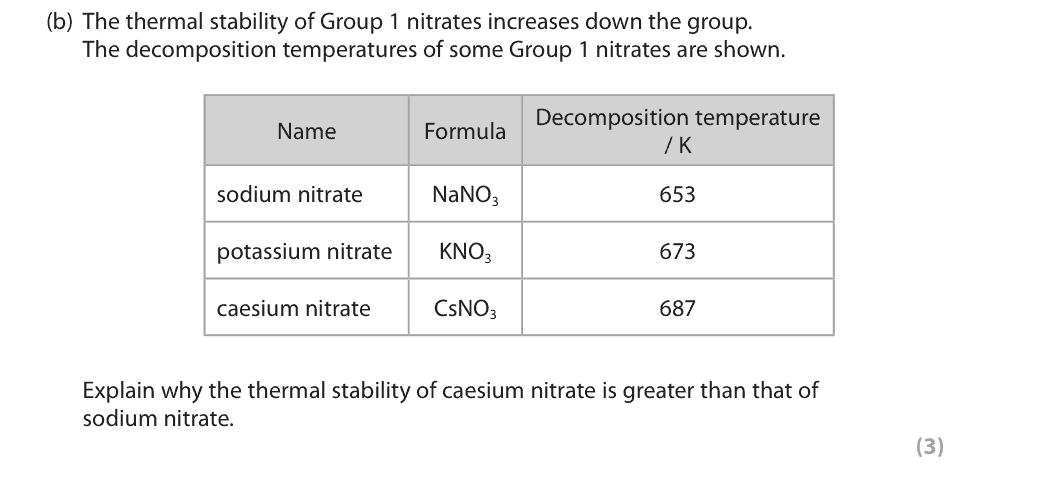 (b) The thermal stability of Group 1 nitrates increases down the group.
The decomposition temperatures of some Group 1 nitrates are shown.
Name Formula Decomposition temperature / K
sodium nitrate NaNO₃ 653
potassium nitrate KNO₃ 673
caesium nitrate CsNO₃ 687
Explain why the thermal stability of caesium nitrate is greater than that of
sodium nitrate.
(3)